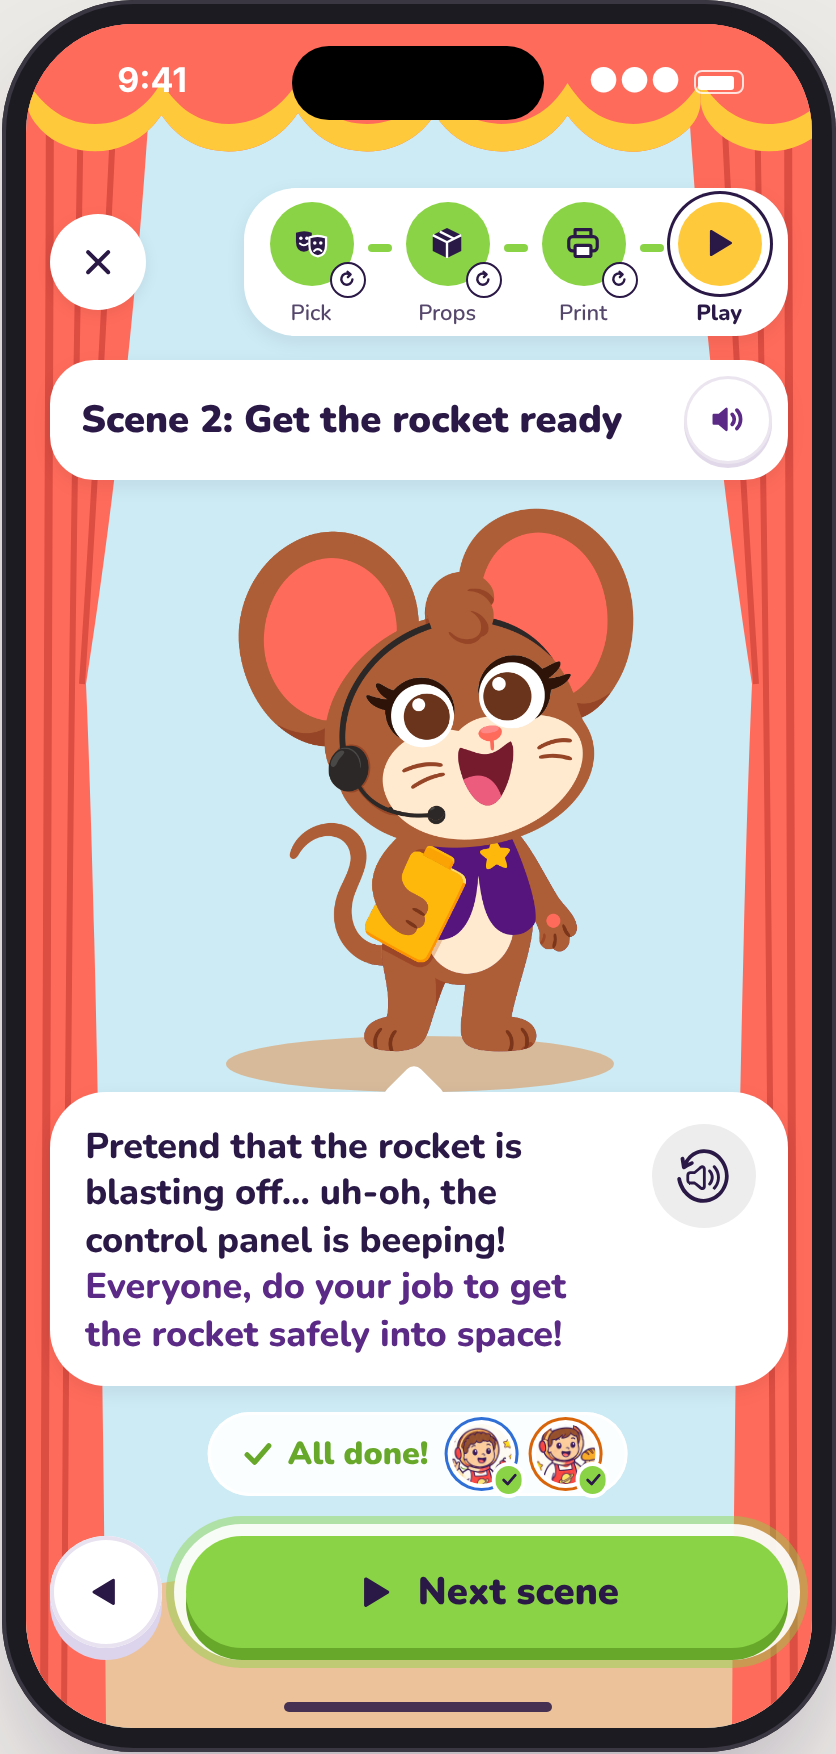 9:41
Pick Props Print Play
Scene 2: Get the rocket ready
Pretend that the rocket is
blasting off... uh-oh, the
control panel is beeping!
Everyone, do your job to get
the rocket safely into space!
All done!
Next scene